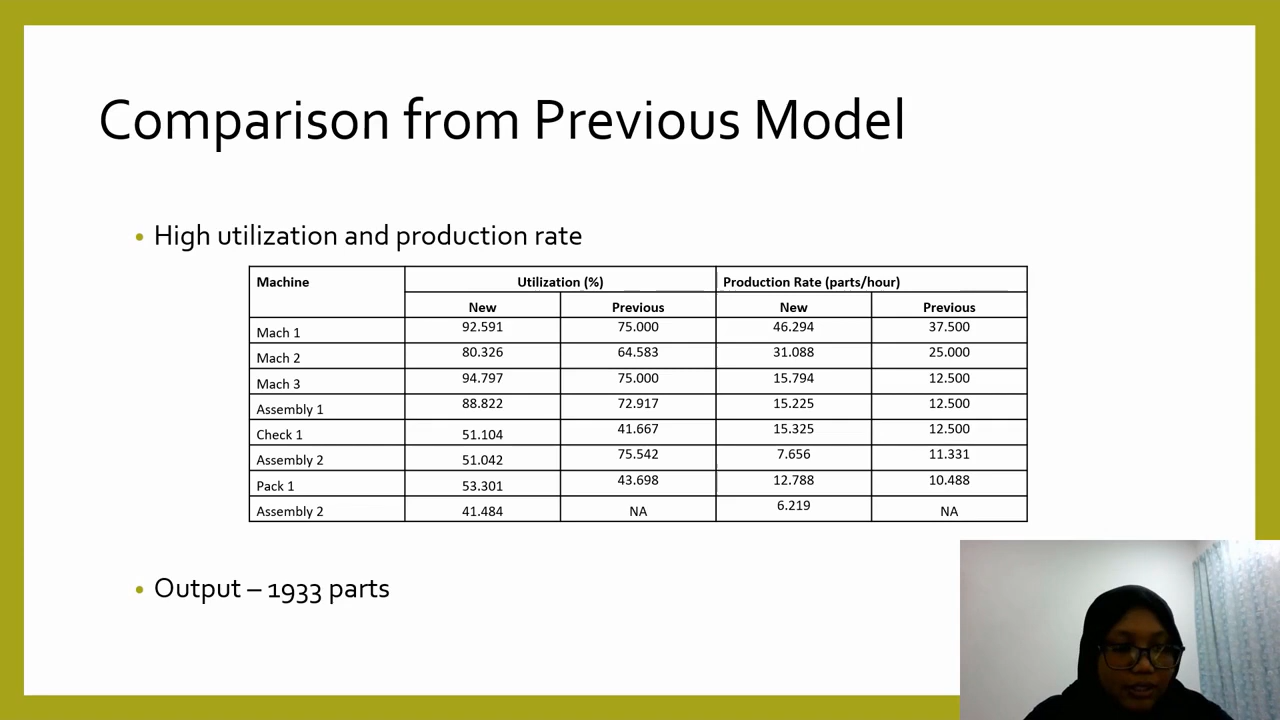 Comparison from Previous Model
• High utilization and production rate
Machine Utilization (%) Production Rate (parts/hour)
New Previous New Previous
Mach 1 92.591 75.000 46.294 37.500
Mach 2 80.326 64.583 31.088 25.000
Mach 3 94.797 75.000 15.794 12.500
Assembly 1 88.822 72.917 15.225 12.500
Check 1 51.104 41.667 15.325 12.500
Assembly 2 51.042 75.542 7.656 11.331
Pack 1 53.301 43.698 12.788 10.488
Assembly 2 41.484 NA 6.219 NA
• Output – 1933 parts